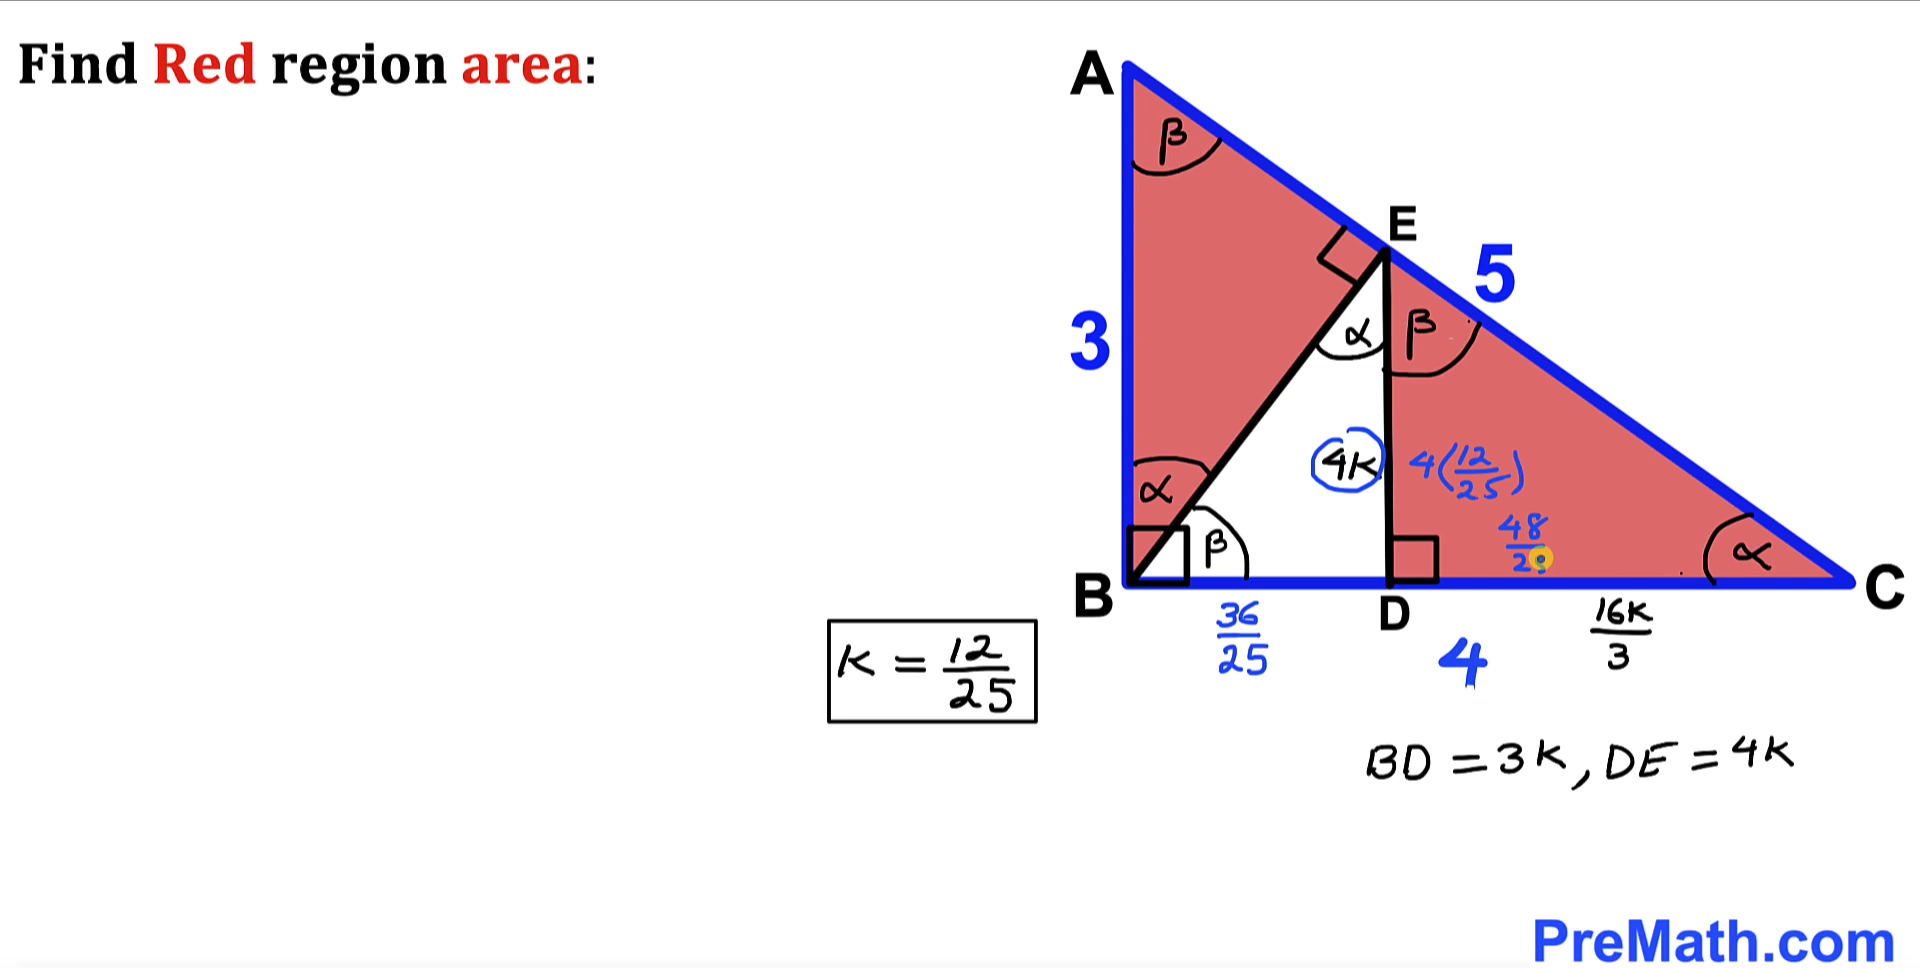 Find Red region area:
A
β
E
5
3
α β
4K 4(12/25)
α
48/25
β
α
B
D
C
36/25
16K/3
4
K = 12/25
BD = 3K, DE = 4K
PreMath.com